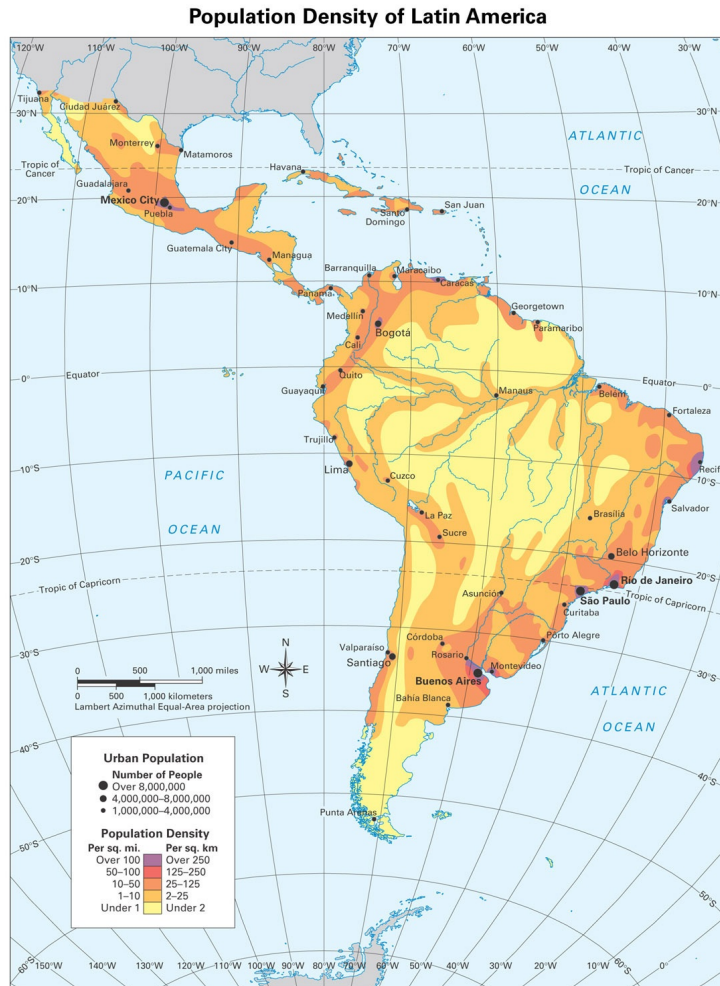 Population Density of Latin America
120°W 110°W 100°W 90°W 80°W 70°W 60°W 50°W 40°W 30°W
Tijuana
Ciudad Juárez
30°N
30°N
ATLANTIC
Monterrey
Matamoros
Tropic of
Cancer
Havana
Tropic of Cancer
Guadalajara
OCEAN
20°N
Mexico City
20°N
Puebla
Santo
Domingo
San Juan
Guatemala City
Managua
Barranquilla
Maracaibo
10°N
Panama
Caracas
10°N
Georgetown
Medellín
Paramaribo
Bogotá
Cali
0°
Equator
Quito
Equator
0°
Guayaquil
Manaus
Belém
Fortaleza
Trujillo
10°S
PACIFIC
Lima
Cuzco
Recif
10°S
Salvador
OCEAN
La Paz
Brasília
Sucre
20°S
Belo Horizonte
Tropic of Capricorn
Rio de Janeiro
20°S
Asunción
São Paulo
Tropic of Capricorn
Curitiba
30°S
Córdoba
Porto Alegre
Valparaíso
Rosario
Santiago
Montevideo
30°S
Buenos Aires
N
W E
S
0 500 1,000 miles
0 500 1,000 kilometers
Lambert Azimuthal Equal-Area projection
Bahía Blanca
ATLANTIC
OCEAN
40°S
40°S
Urban Population
Number of People
Over 8,000,000
4,000,000–8,000,000
1,000,000–4,000,000
Punta Arenas
Population Density
Per sq. mi. Per sq. km
Over 100 Over 250
50–100 125–250
10–50 25–125
1–10 2–25
Under 1 Under 2
50°S
50°S
60°S
150°W 140°W 130°W 120°W 110°W 100°W 90°W 80°W 70°W 60°W 50°W 40°W 30°W 20°W 10°W 0°
60°S